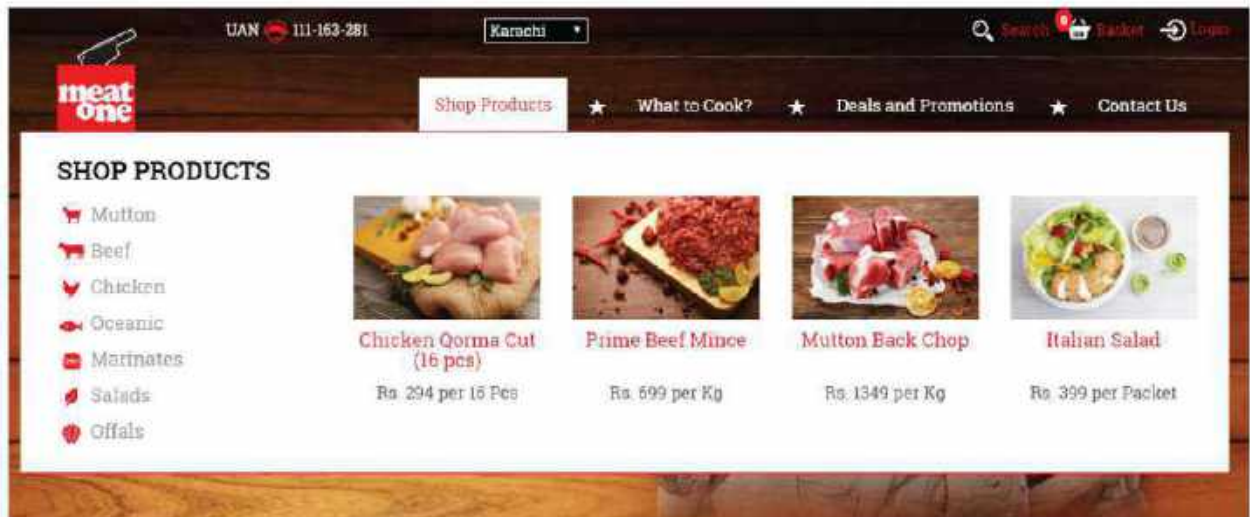 UAN 111-163-281
Karachi
0
Search
Basket
Login
meat
one
Shop Products
What to Cook?
Deals and Promotions
Contact Us
SHOP PRODUCTS
Mutton
Beef
Chicken
Oceanic
Marinates
Salads
Offals
Chicken Qorma Cut
(16 pcs)
Rs. 294 per 16 Pcs
Prime Beef Mince
Rs. 699 per Kg
Mutton Back Chop
Rs. 1349 per Kg
Italian Salad
Rs. 399 per Packet